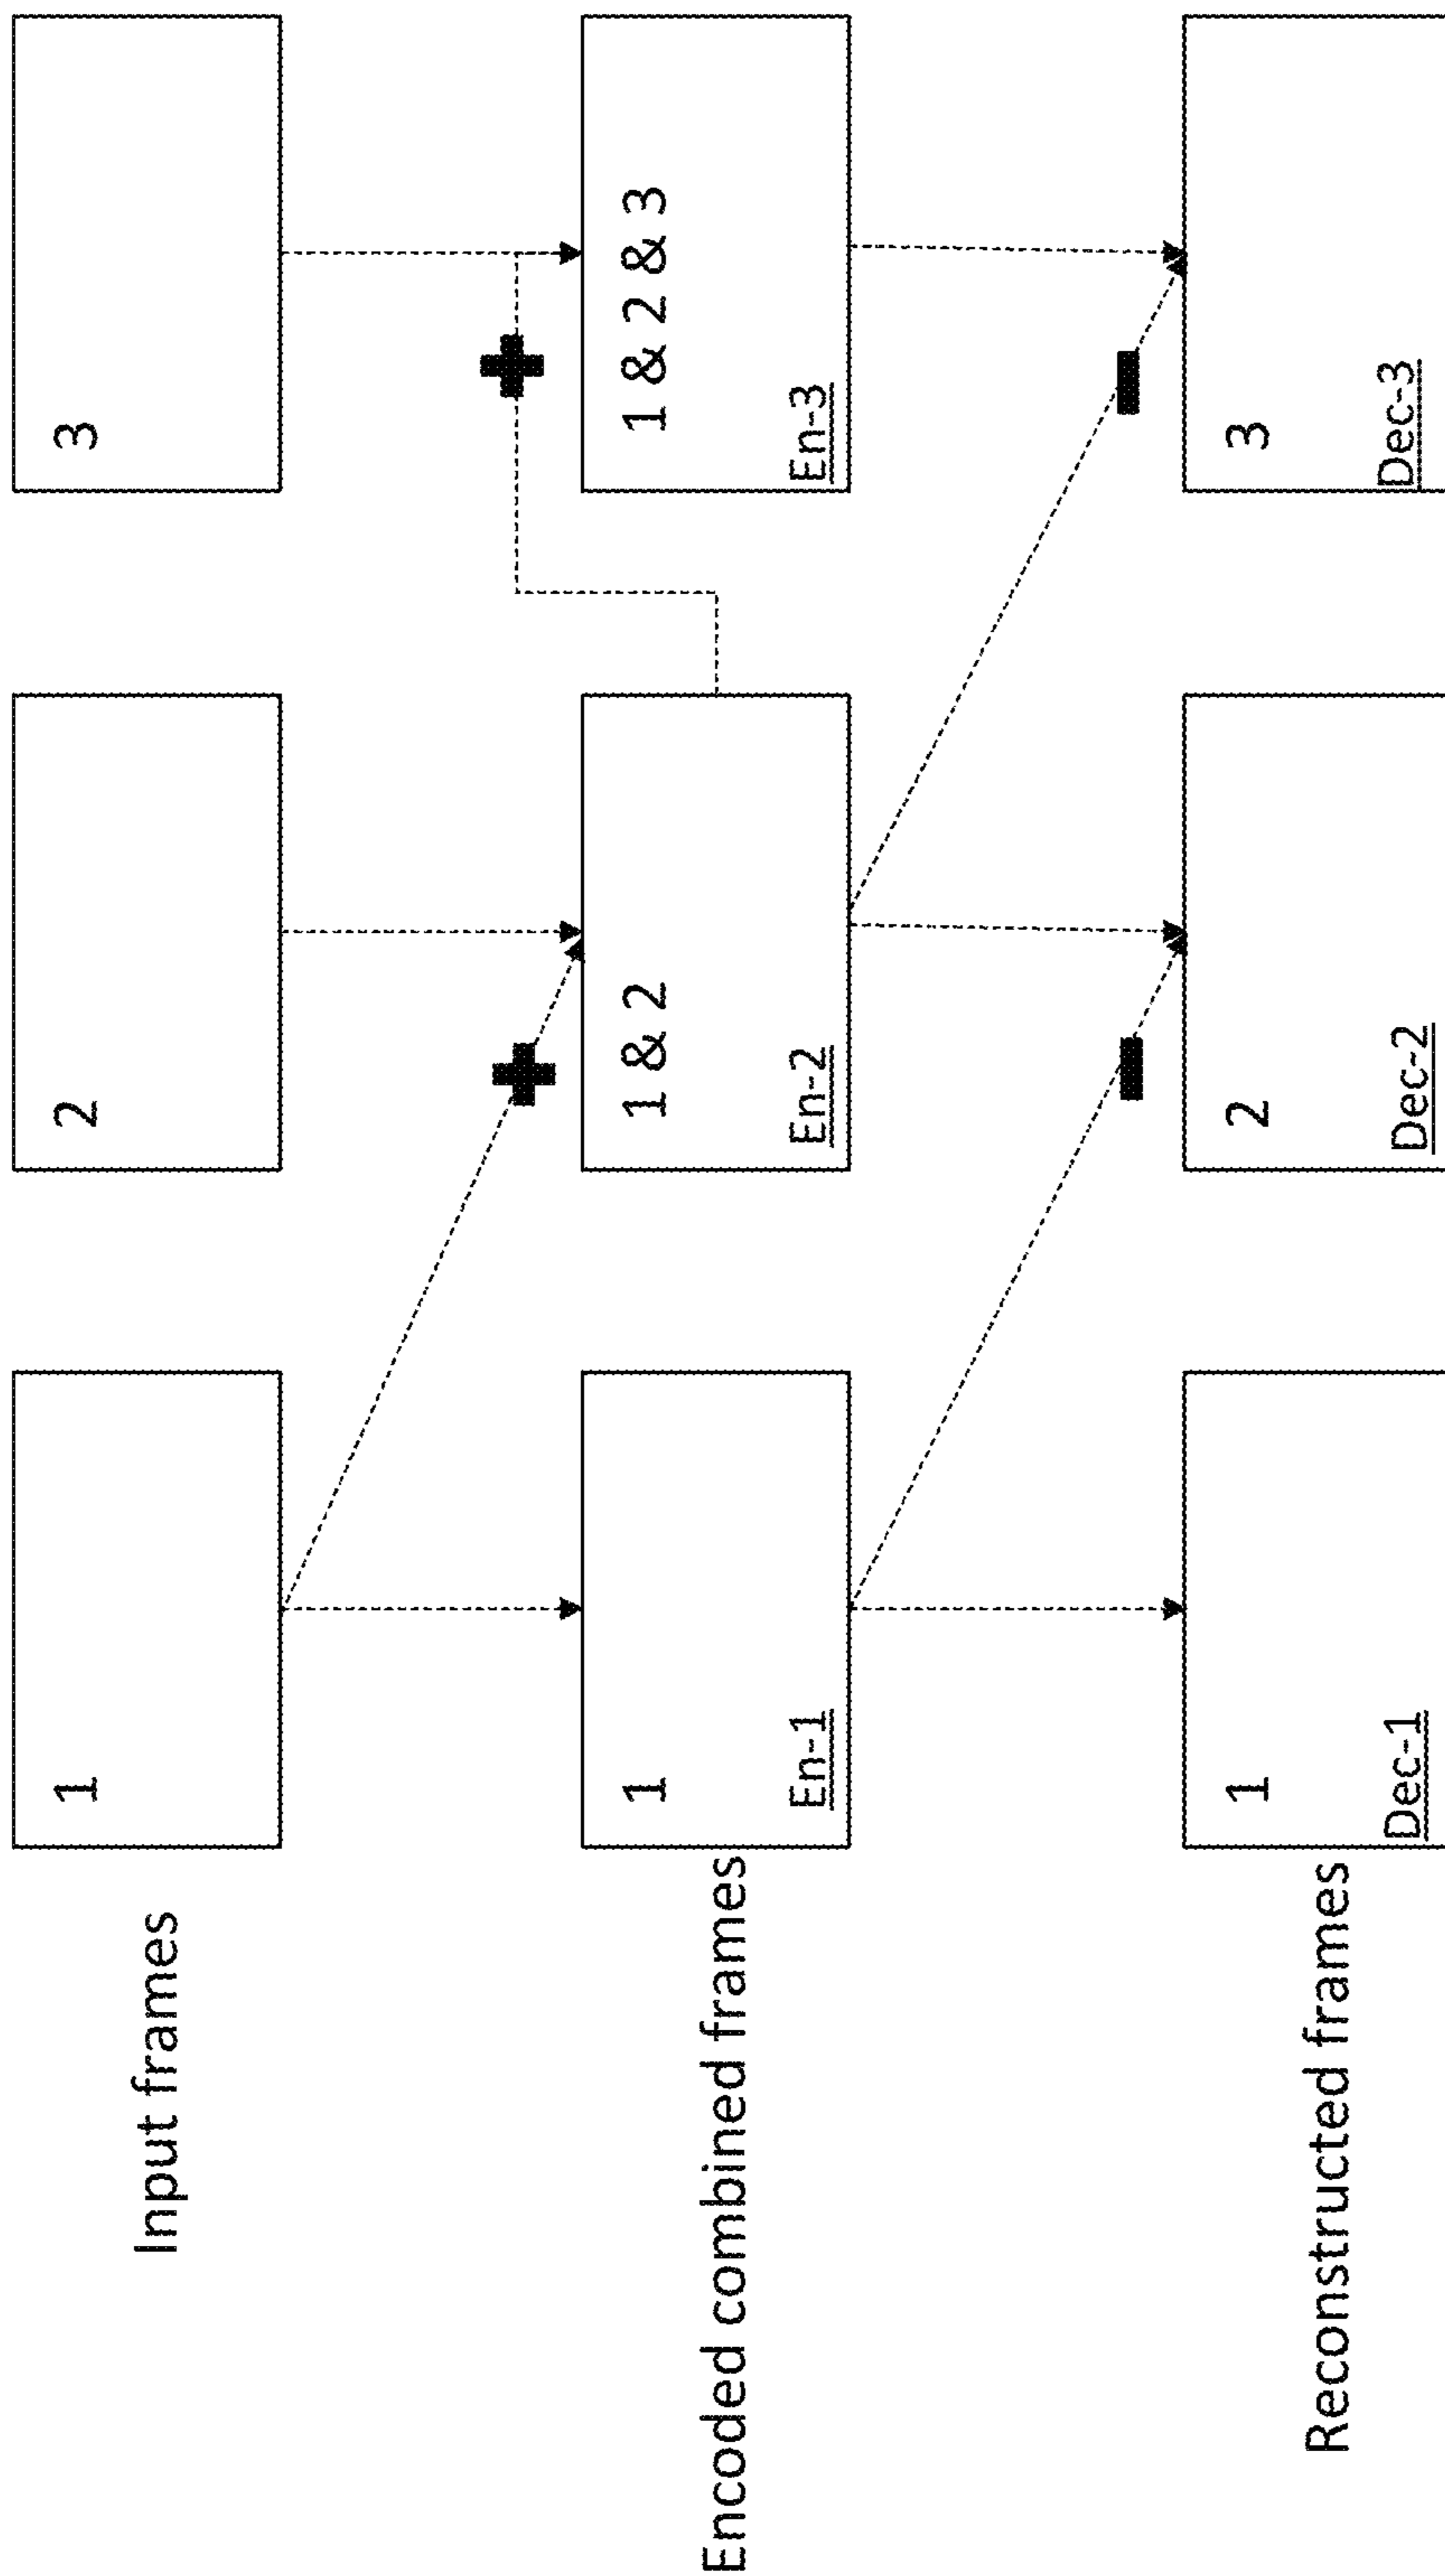 Input frames
1
2
3
Encoded combined frames
1
En-1
1 & 2
En-2
1 & 2 & 3
En-3
Reconstructed frames
1
Dec-1
2
Dec-2
3
Dec-3